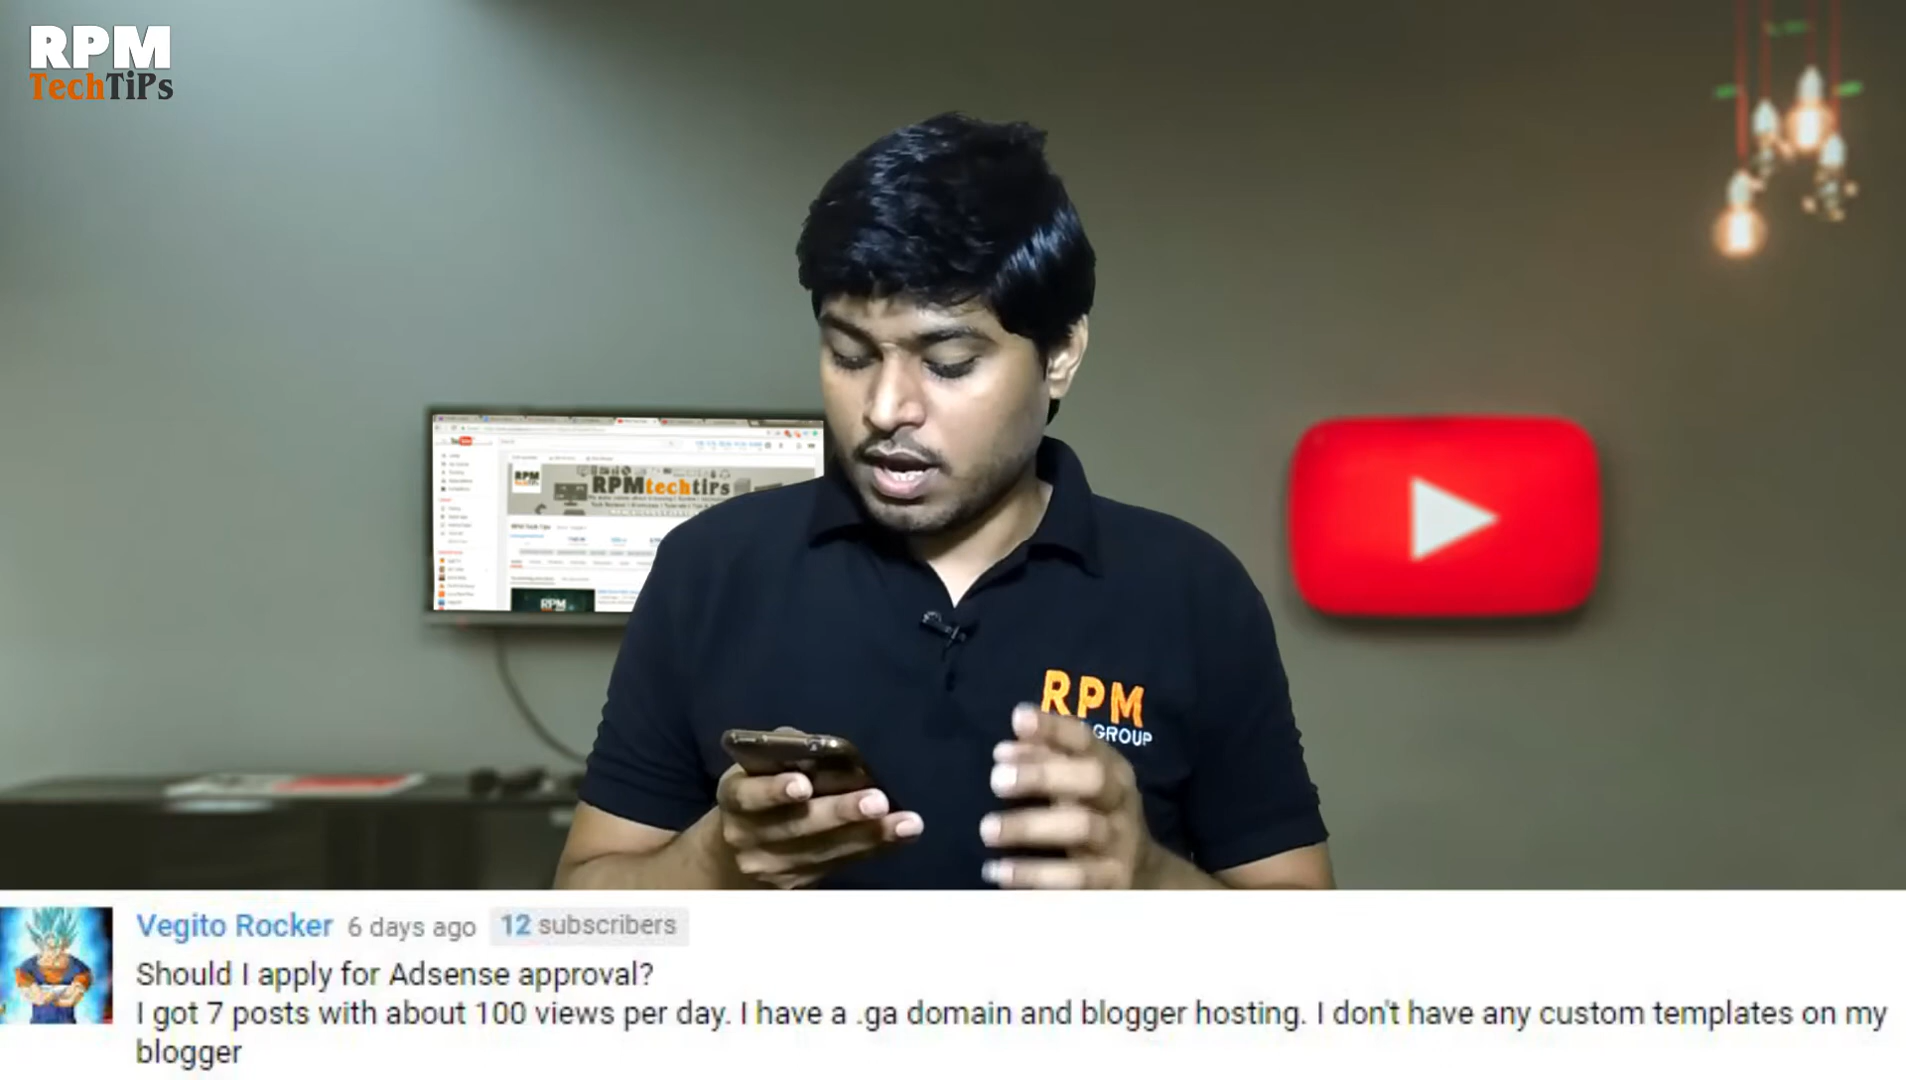 RPM
TechTiPs
RPMtechtips
RPM
RPM
GROUP
Vegito Rocker 6 days ago 12 subscribers
Should I apply for Adsense approval?
I got 7 posts with about 100 views per day. I have a .ga domain and blogger hosting. I don't have any custom templates on my
blogger